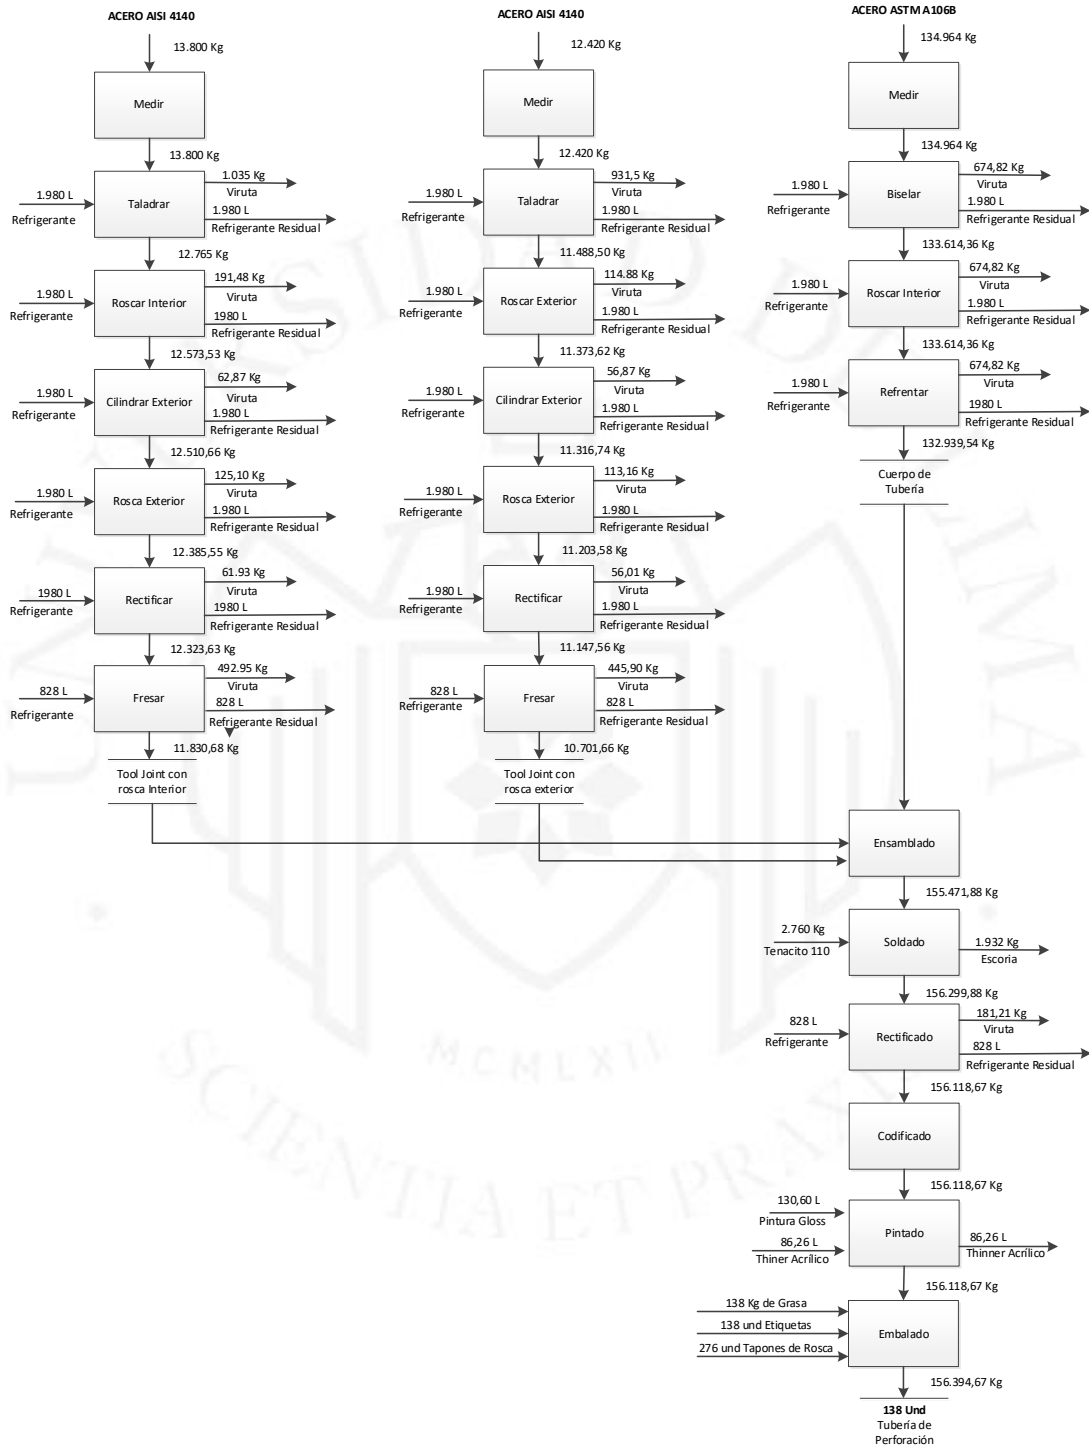 ACERO AISI 4140
13.800 Kg
Medir
13.800 Kg
1.980 L
Refrigerante
Taladrar
1.035 Kg
Viruta
1.980 L
Refrigerante Residual
12.765 Kg
1.980 L
Refrigerante
Roscar Interior
191,48 Kg
Viruta
1980 L
Refrigerante Residual
12.573,53 Kg
1.980 L
Refrigerante
Cilindrar Exterior
62,87 Kg
Viruta
1.980 L
Refrigerante Residual
12.510,66 Kg
1.980 L
Refrigerante
Rosca Exterior
125,10 Kg
Viruta
1.980 L
Refrigerante Residual
12.385,55 Kg
1980 L
Refrigerante
Rectificar
61.93 Kg
Viruta
1980 L
Refrigerante Residual
12.323,63 Kg
828 L
Refrigerante
Fresar
492.95 Kg
Viruta
828 L
Refrigerante Residual
11.830,68 Kg
Tool Joint con
rosca Interior
ACERO AISI 4140
12.420 Kg
Medir
12.420 Kg
1.980 L
Refrigerante
Taladrar
931,5 Kg
Viruta
1.980 L
Refrigerante Residual
11.488,50 Kg
1.980 L
Refrigerante
Roscar Exterior
114.88 Kg
Viruta
1.980 L
Refrigerante Residual
11.373,62 Kg
1.980 L
Refrigerante
Cilindrar Exterior
56,87 Kg
Viruta
1.980 L
Refrigerante Residual
11.316,74 Kg
1.980 L
Refrigerante
Rosca Exterior
113,16 Kg
Viruta
1.980 L
Refrigerante Residual
11.203,58 Kg
1.980 L
Refrigerante
Rectificar
56,01 Kg
Viruta
1.980 L
Refrigerante Residual
11.147,56 Kg
828 L
Refrigerante
Fresar
445,90 Kg
Viruta
828 L
Refrigerante Residual
10.701,66 Kg
Tool Joint con
rosca exterior
ACERO ASTM A106B
134.964 Kg
Medir
134.964 Kg
1.980 L
Refrigerante
Biselar
674,82 Kg
Viruta
1.980 L
Refrigerante Residual
133.614,36 Kg
1.980 L
Refrigerante
Roscar Interior
674,82 Kg
Viruta
1.980 L
Refrigerante Residual
133.614,36 Kg
1.980 L
Refrigerante
Refrentar
674,82 Kg
Viruta
1980 L
Refrigerante Residual
132.939,54 Kg
Cuerpo de
Tubería
Ensamblado
155.471,88 Kg
2.760 Kg
Tenacito 110
Soldado
1.932 Kg
Escoria
156.299,88 Kg
828 L
Refrigerante
Rectificado
181,21 Kg
Viruta
828 L
Refrigerante Residual
156.118,67 Kg
Codificado
156.118,67 Kg
130,60 L
Pintura Gloss
86,26 L
Thiner Acrílico
Pintado
86,26 L
Thinner Acrílico
156.118,67 Kg
138 Kg de Grasa
138 und Etiquetas
276 und Tapones de Rosca
Embalado
156.394,67 Kg
138 Und
Tubería de
Perforación
UNIVERSIDAD DE LIMA
MCMLXII
SCIENTIA ET PRAXIS